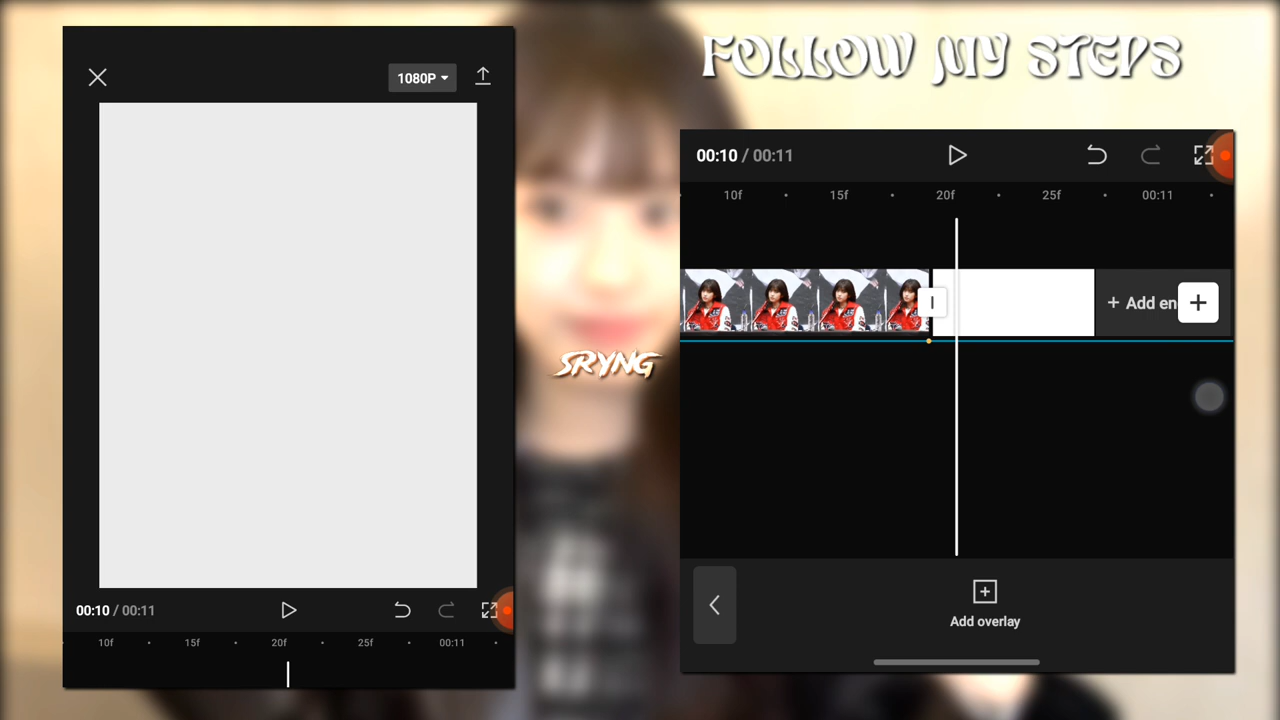 FOLLOW MY STEPS
1080P
00:10 / 00:11
10f 15f 20f 25f 00:11
+ Add en
SRYNG
Add overlay
00:10 / 00:11
10f 15f 20f 25f 00:11